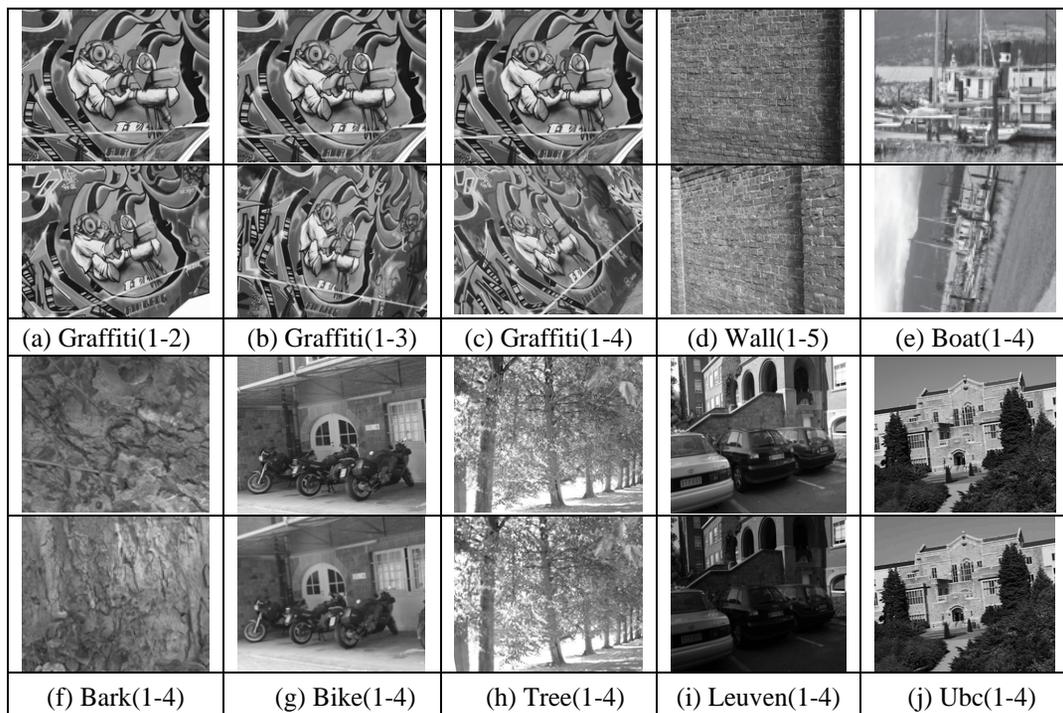 (a) Graffiti(1-2) (b) Graffiti(1-3) (c) Graffiti(1-4) (d) Wall(1-5) (e) Boat(1-4)
(f) Bark(1-4) (g) Bike(1-4) (h) Tree(1-4) (i) Leuven(1-4) (j) Ubc(1-4)